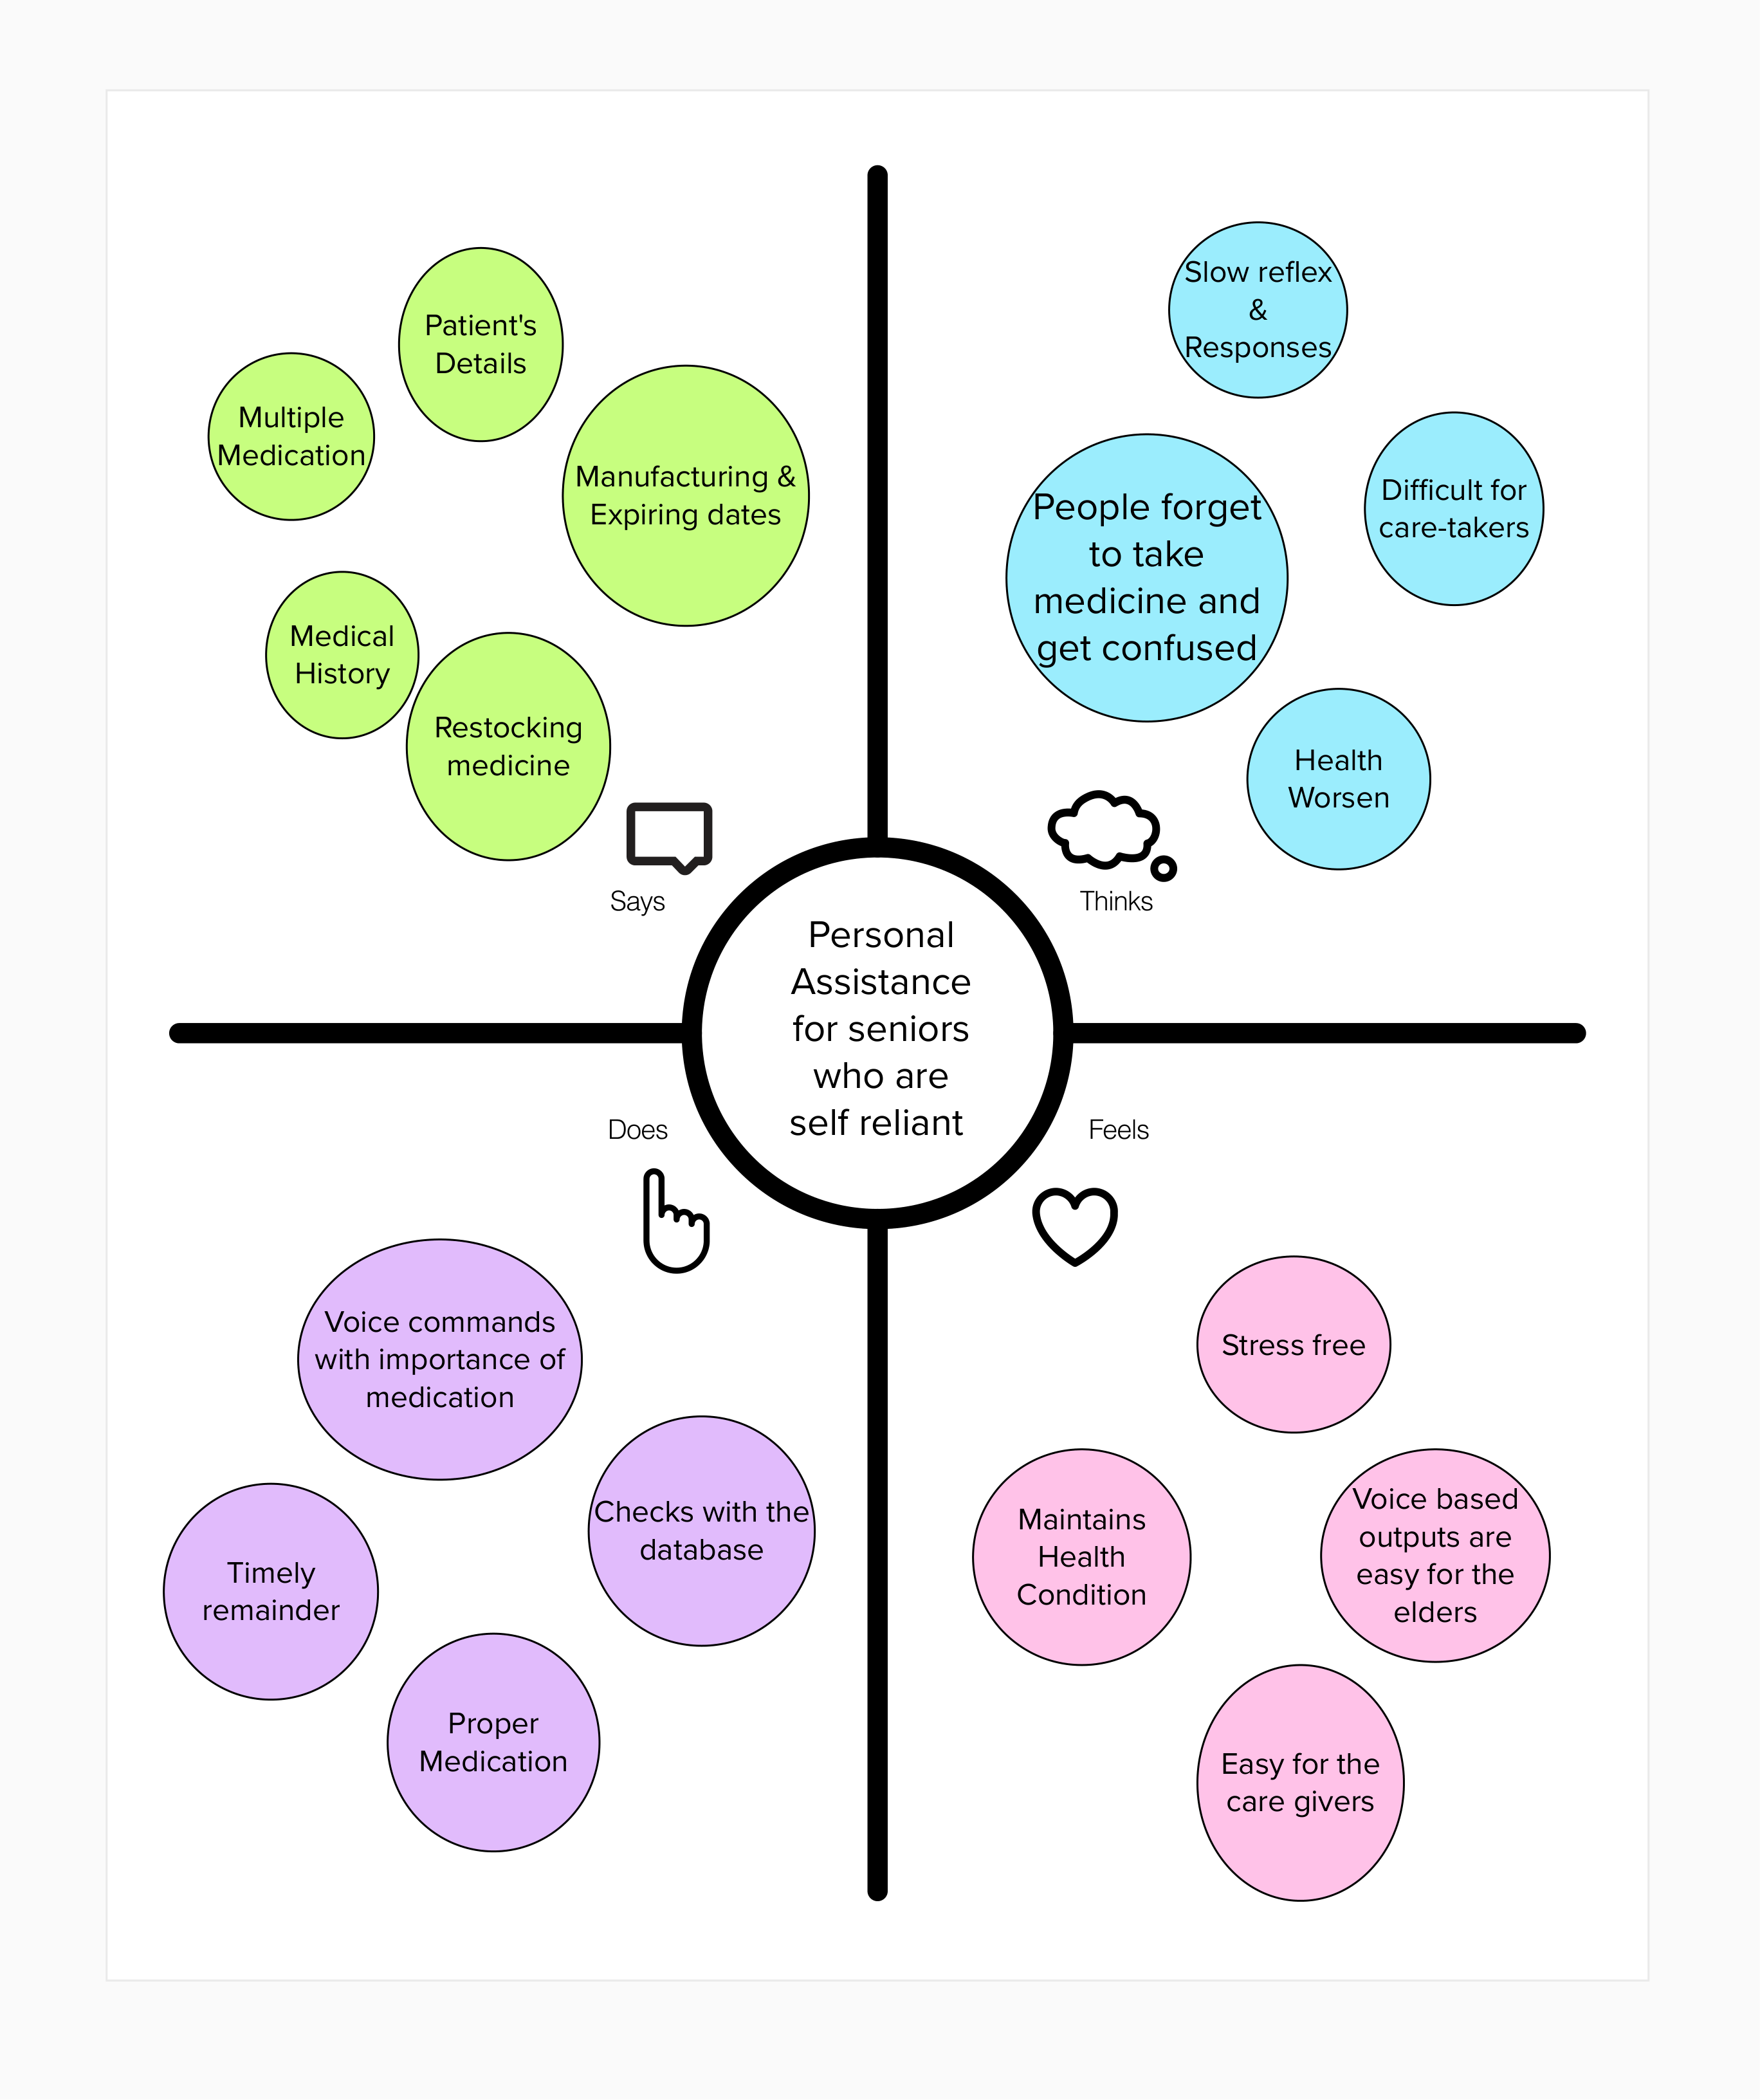 Patient's
Details
Multiple
Medication
Manufacturing &
Expiring dates
Medical
History
Restocking
medicine
Says
Slow reflex
&
Responses
People forget
to take
medicine and
get confused
Difficult for
care-takers
Health
Worsen
Thinks
Personal
Assistance
for seniors
who are
self reliant
Does
Voice commands
with importance of
medication
Checks with the
database
Timely
remainder
Proper
Medication
Feels
Stress free
Maintains
Health
Condition
Voice based
outputs are
easy for the
elders
Easy for the
care givers